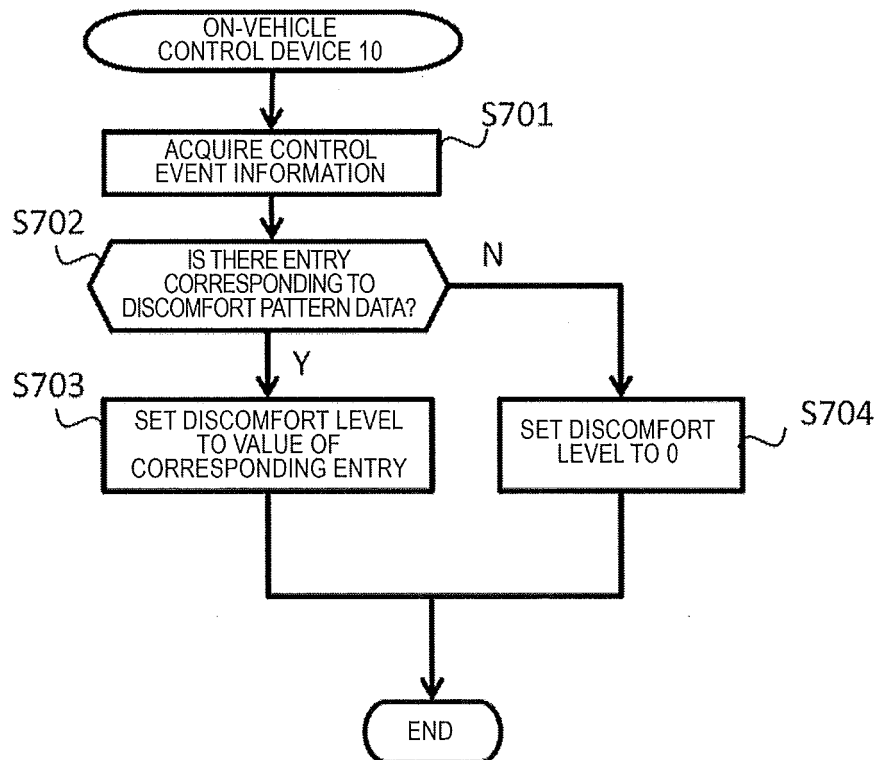 ON-VEHICLE
CONTROL DEVICE 10
S701
ACQUIRE CONTROL
EVENT INFORMATION
S702
IS THERE ENTRY
CORRESPONDING TO
DISCOMFORT PATTERN DATA?
N
Y
S703
SET DISCOMFORT LEVEL
TO VALUE OF
CORRESPONDING ENTRY
SET DISCOMFORT
LEVEL TO 0
S704
END